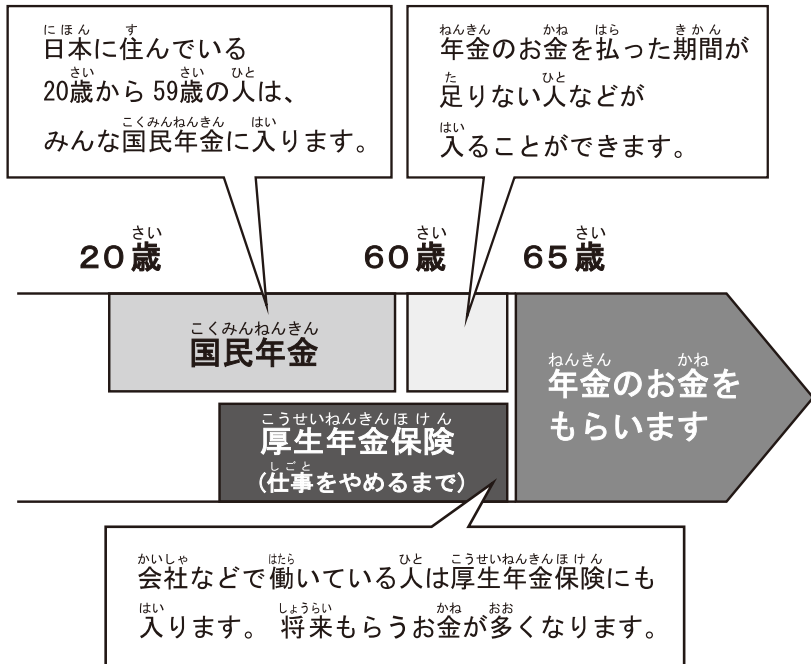 日本に住んでいる
20歳から59歳の人は、
みんな国民年金に入ります。
年金のお金を払った期間が
足りない人などが
入ることができます。
20歳
60歳
65歳
国民年金
年金のお金を
もらいます
厚生年金保険
(仕事をやめるまで)
会社などで働いている人は厚生年金保険にも
入ります。 将来もらうお金が多くなります。